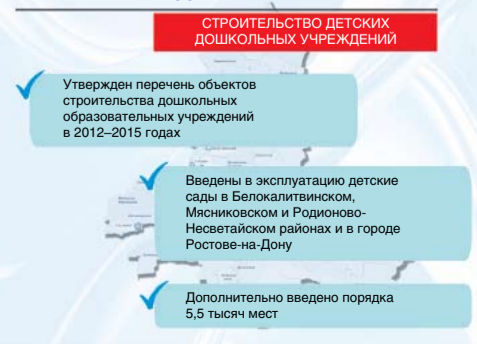 СТРОИТЕЛЬСТВО ДЕТСКИХ
ДОШКОЛЬНЫХ УЧРЕЖДЕНИЙ
Утвержден перечень объектов
строительства дошкольных
образовательных учреждений
в 2012–2015 годах
Введены в эксплуатацию детские
сады в Белокалитвинском,
Мясниковском и Родионово-
Несветайском районах и в городе
Ростове-на-Дону
Дополнительно введено порядка
5,5 тысяч мест